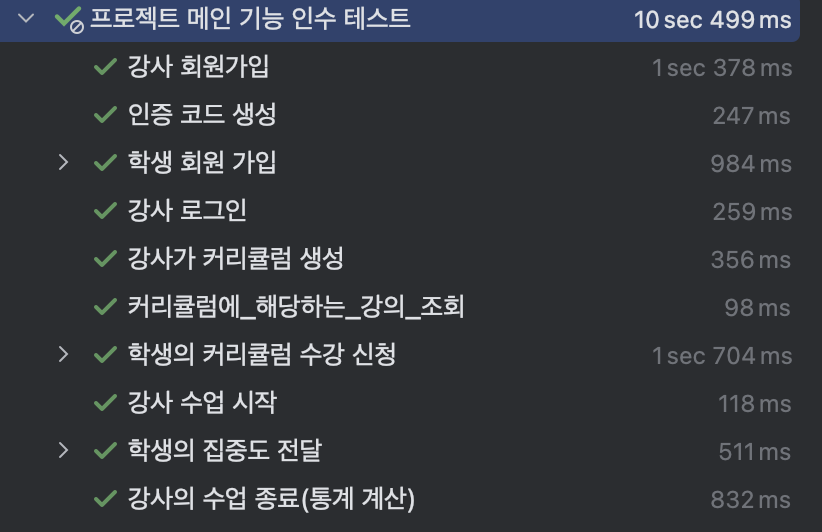 프로젝트 메인 기능 인수 테스트 10 sec 499 ms
강사 회원가입 1 sec 378 ms
인증 코드 생성 247 ms
학생 회원 가입 984 ms
강사 로그인 259 ms
강사가 커리큘럼 생성 356 ms
커리큘럼에_해당하는_강의_조회 98 ms
학생의 커리큘럼 수강 신청 1 sec 704 ms
강사 수업 시작 118 ms
학생의 집중도 전달 511 ms
강사의 수업 종료(통계 계산) 832 ms